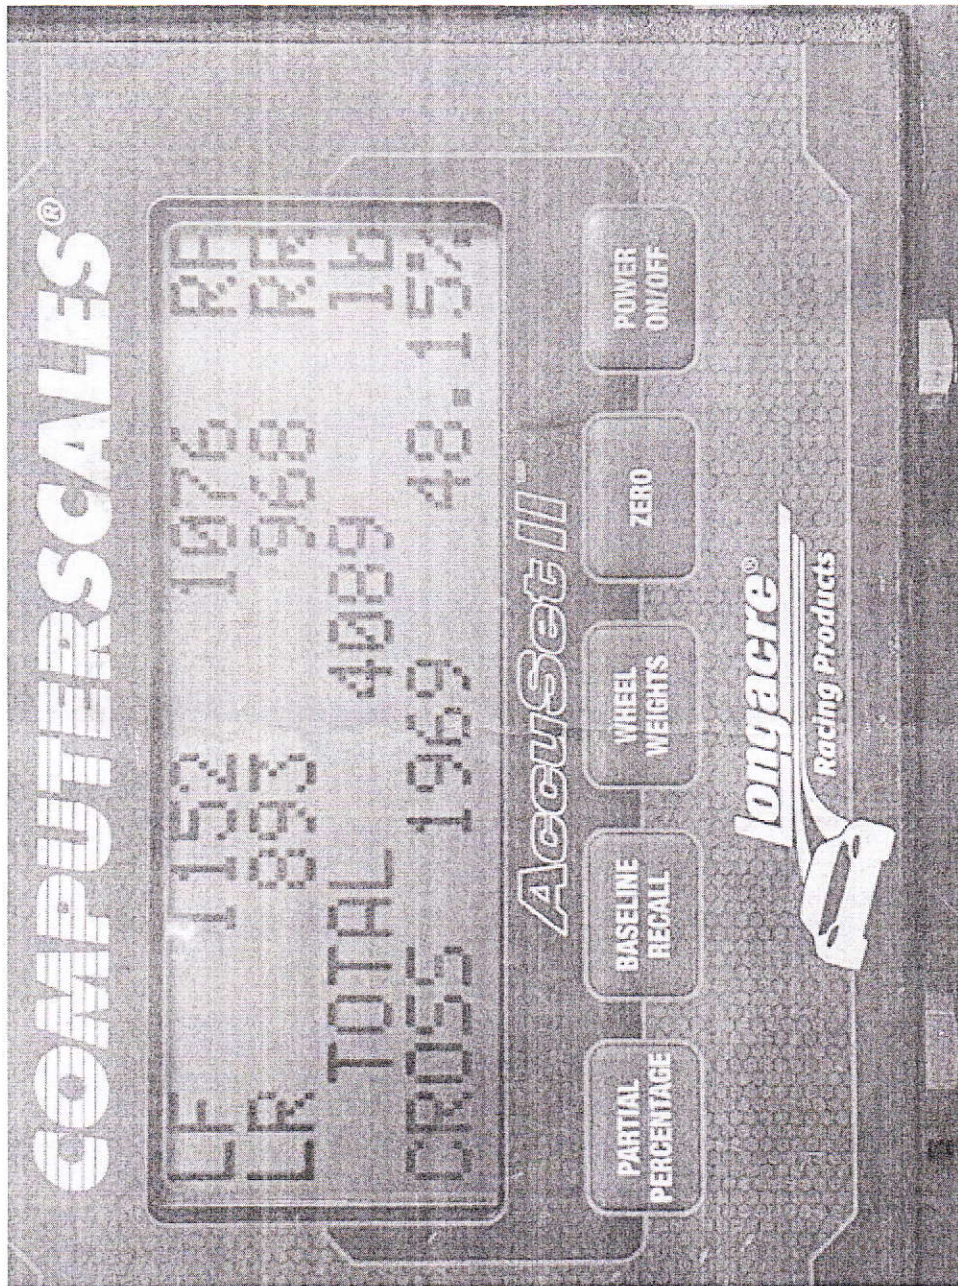 COMPUTERSCALES®
LF 1152 1076 RF
LR 893 968 RR
TOTAL 4089 lb
CROSS 1969 48.15%
AccuSet II™
PARTIAL PERCENTAGE
BASELINE RECALL
WHEEL WEIGHTS
ZERO
POWER ON/OFF
longacre®
Racing Products